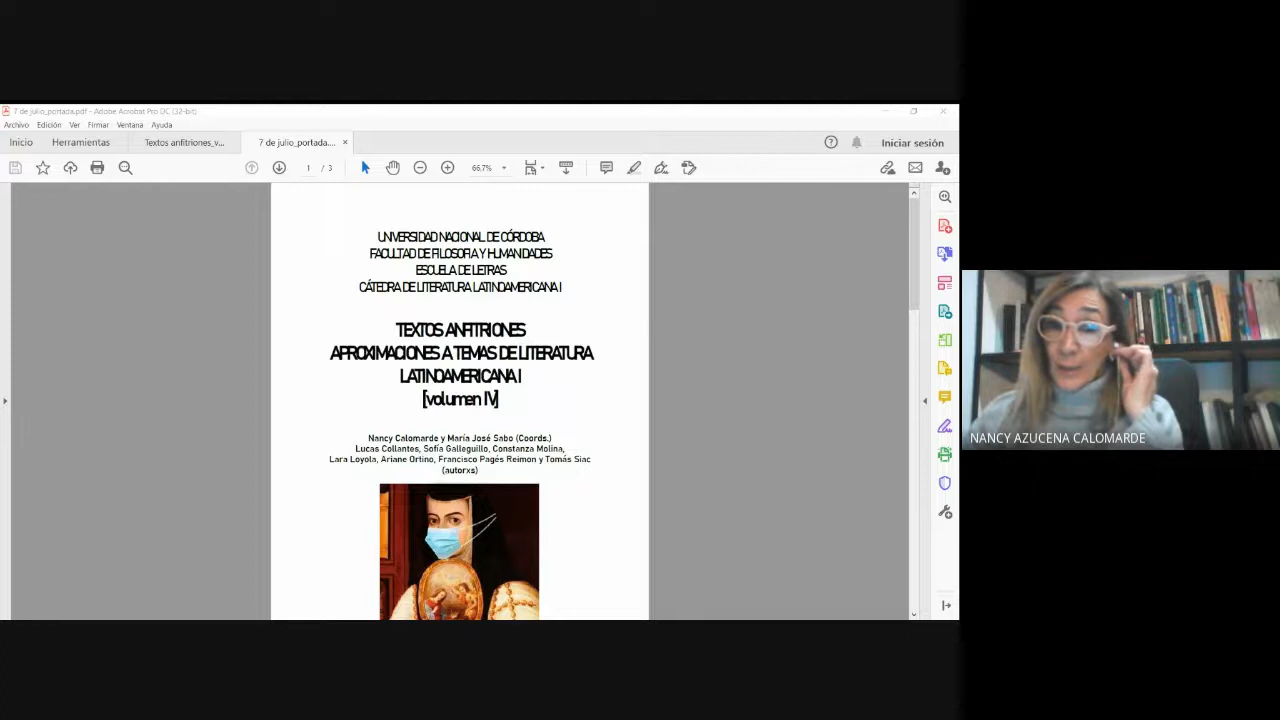 7 de julio_portada.pdf - Adobe Acrobat Pro DC (32-bit)
Archivo Edición Ver Firmar Ventana Ayuda
Inicio Herramientas Textos anfitriones_v... 7 de julio_portada.... × Iniciar sesión
1 / 3 66,7%
UNIVERSIDAD NACIONAL DE CÓRDOBA
FACULTAD DE FILOSOFIA Y HUMANIDADES
ESCUELA DE LETRAS
CÁTEDRA DE LITERATURA LATINOAMERICANA I
TEXTOS ANFITRIONES
APROXIMACIONES A TEMAS DE LITERATURA
LATINOAMERICANA I
[volumen IV]
Nancy Calomarde y María José Sabo (Coords.)
Lucas Collantes, Sofía Galleguillo, Constanza Molina,
Lara Loyola, Ariane Ortino, Francisco Pagés Reimon y Tomás Siac
(autorxs)
NANCY AZUCENA CALOMARDE